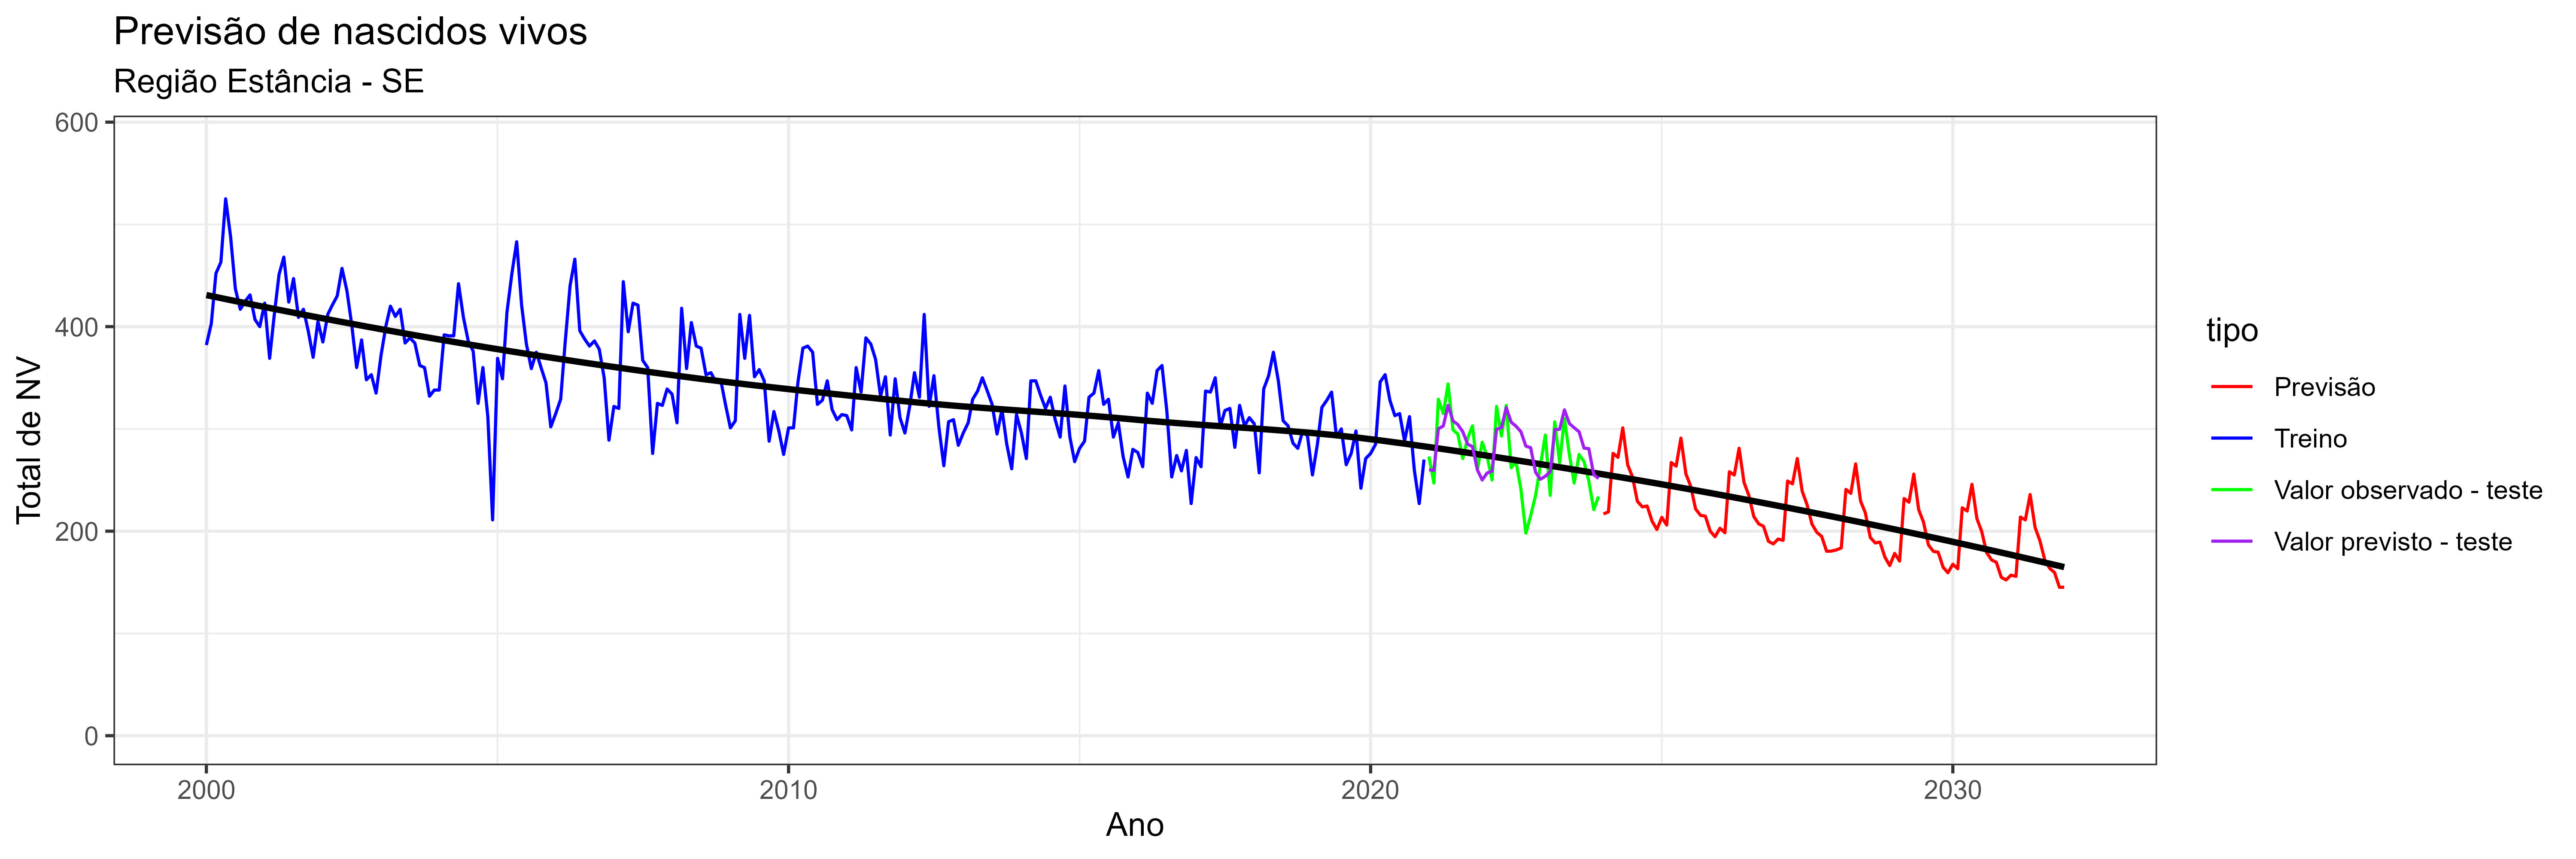 Previsão de nascidos vivos
Região Estância - SE
600
400
200
0
Total de NV
2000
2010
2020
2030
Ano
tipo
Previsão
Treino
Valor observado - teste
Valor previsto - teste